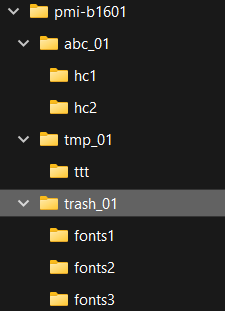 pmi-b1601
abc_01
hc1
hc2
tmp_01
ttt
trash_01
fonts1
fonts2
fonts3